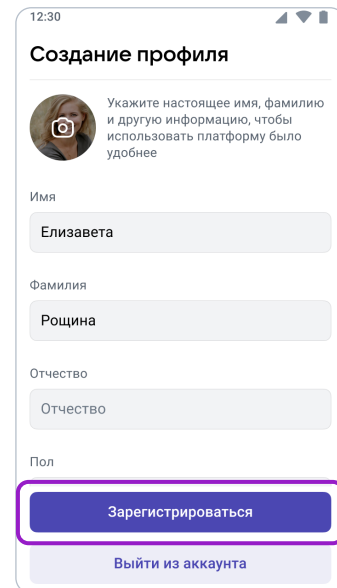 12:30
Создание профиля
Укажите настоящее имя, фамилию
и другую информацию, чтобы
использовать платформу было
удобнее
Имя
Елизавета
Фамилия
Рощина
Отчество
Отчество
Пол
Зарегистрироваться
Выйти из аккаунта